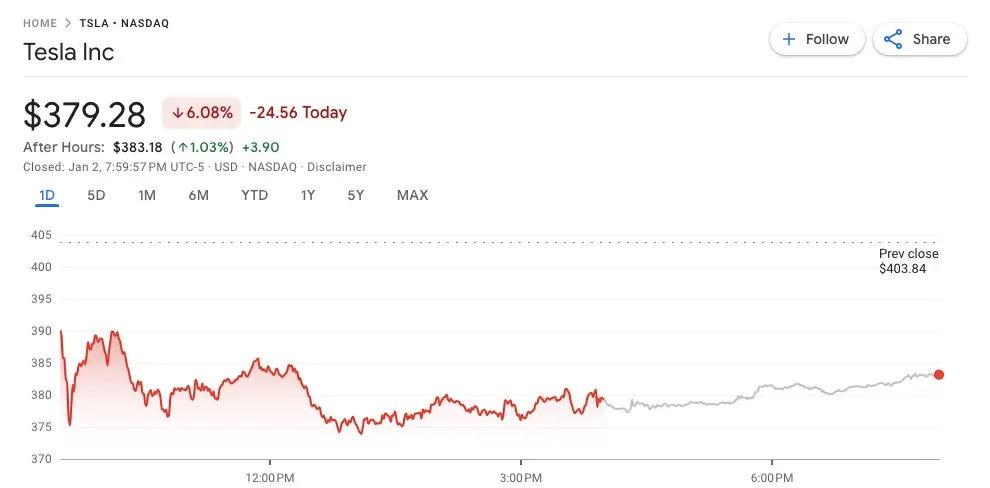 HOME > TSLA • NASDAQ
Tesla Inc
+ Follow
Share
$379.28 ↓6.08% -24.56 Today
After Hours: $383.18 (↑1.03%) +3.90
Closed: Jan 2, 7:59:57 PM UTC-5 · USD · NASDAQ · Disclaimer
1D 5D 1M 6M YTD 1Y 5Y MAX
405
Prev close
$403.84
400
395
390
385
380
375
370
12:00 PM 3:00 PM 6:00 PM